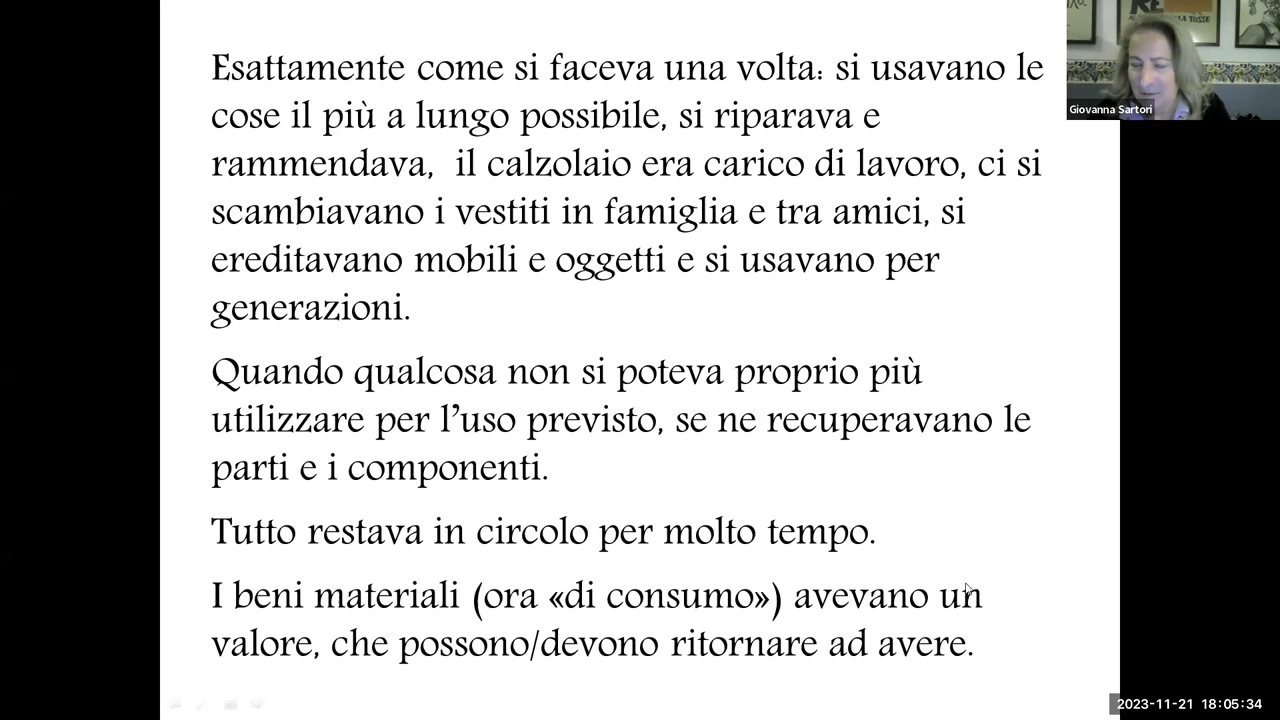 Esattamente come si faceva una volta: si usavano le
cose il più a lungo possibile, si riparava e
rammendava,  il calzolaio era carico di lavoro, ci si
scambiavano i vestiti in famiglia e tra amici, si
ereditavano mobili e oggetti e si usavano per
generazioni.
Quando qualcosa non si poteva proprio più
utilizzare per l’uso previsto, se ne recuperavano le
parti e i componenti.
Tutto restava in circolo per molto tempo.
I beni materiali (ora «di consumo») avevano un
valore, che possono/devono ritornare ad avere.
Giovanna Sartori
2023-11-21 18:05:34